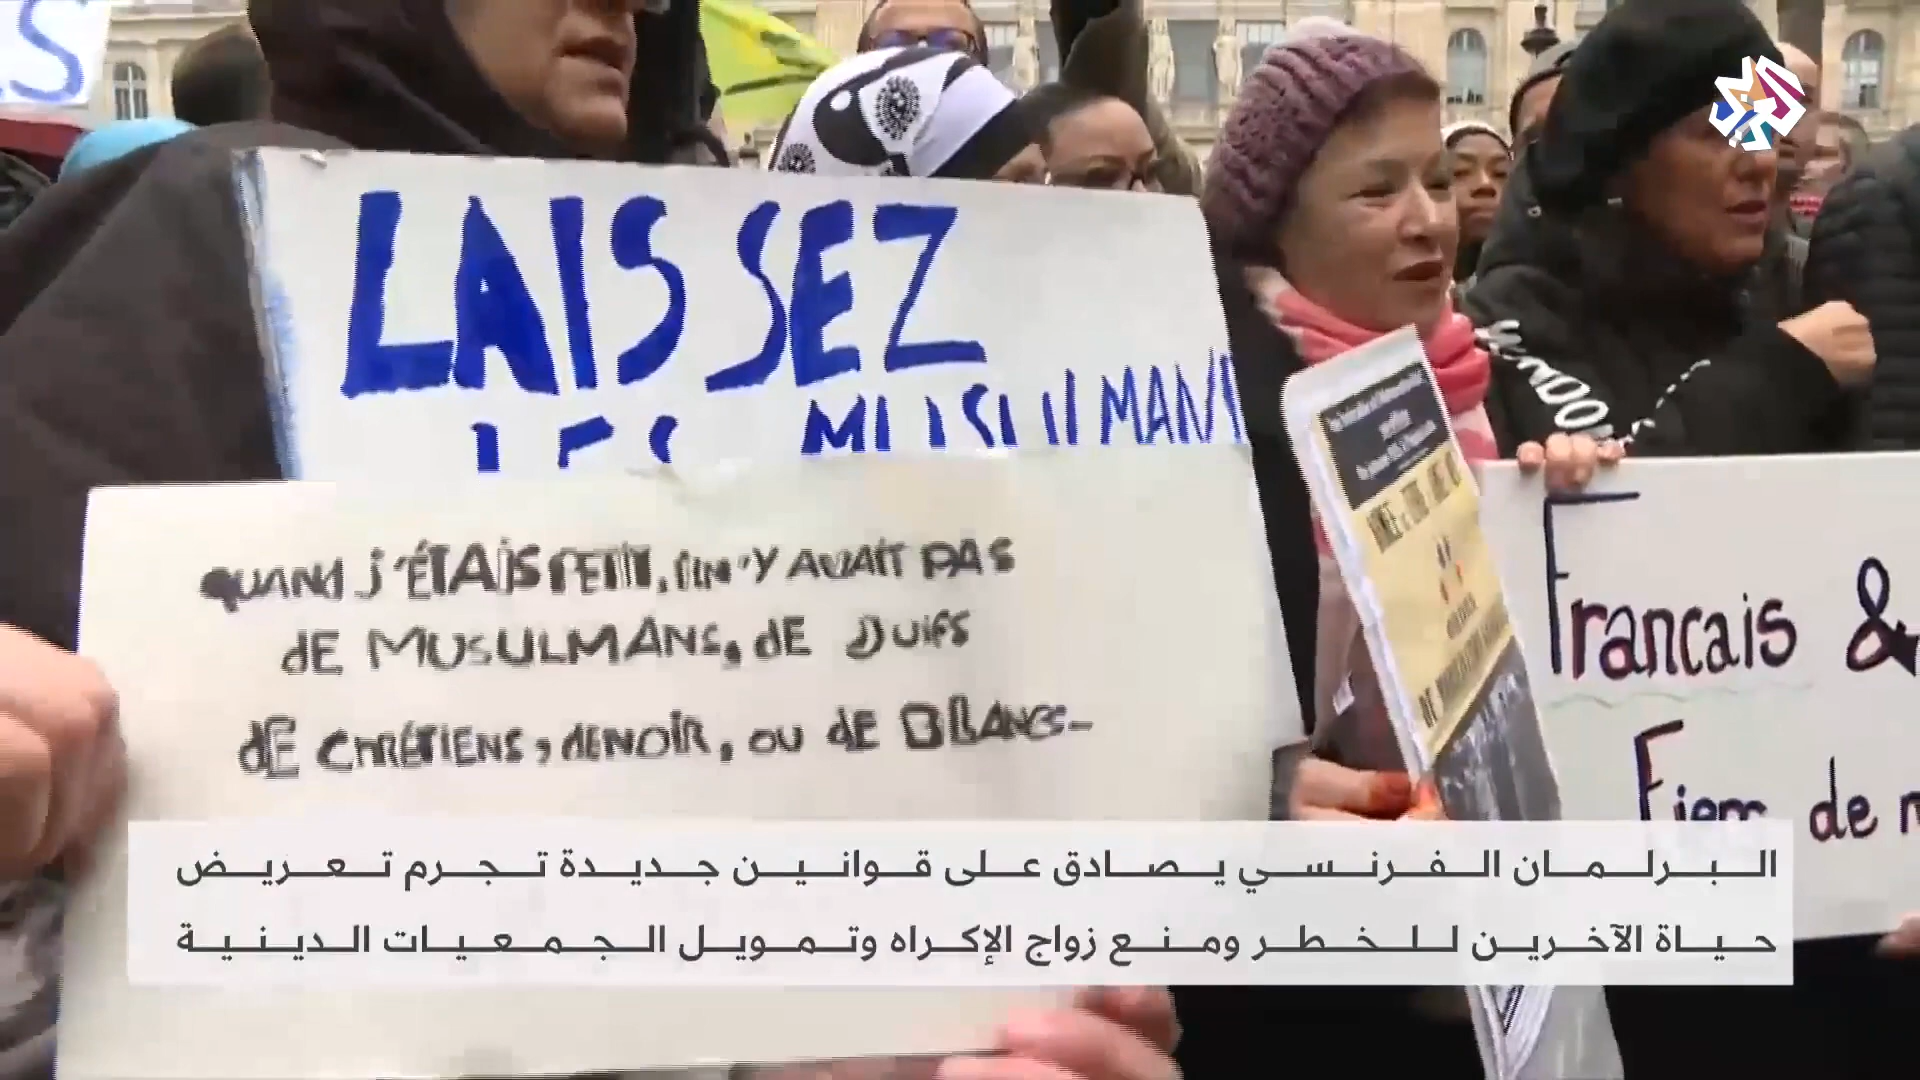 LAISSEZ
LES MUSULMANS
QUAND J'ÉTAIS PETIT, IL N'Y AVAIT PAS
DE MUSULMANS, DE JUIFS
DE CHRÉTIENS, DE NOIR, OU DE BLANCS-
Francais &
Fier de
البرلمان الفرنسي يصادق على قوانين جديدة تجرم تعريض
حياة الآخرين للخطر ومنع زواج الإكراه وتمويل الجمعيات الدينية